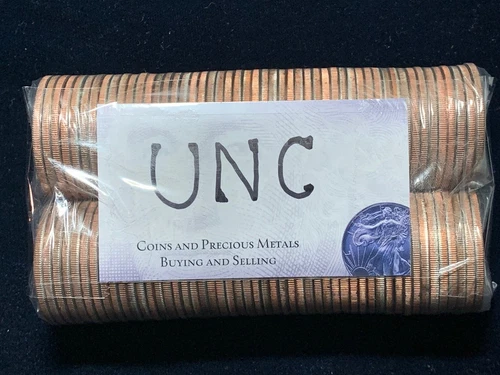 UNC
COINS AND PRECIOUS METALS
BUYING AND SELLING